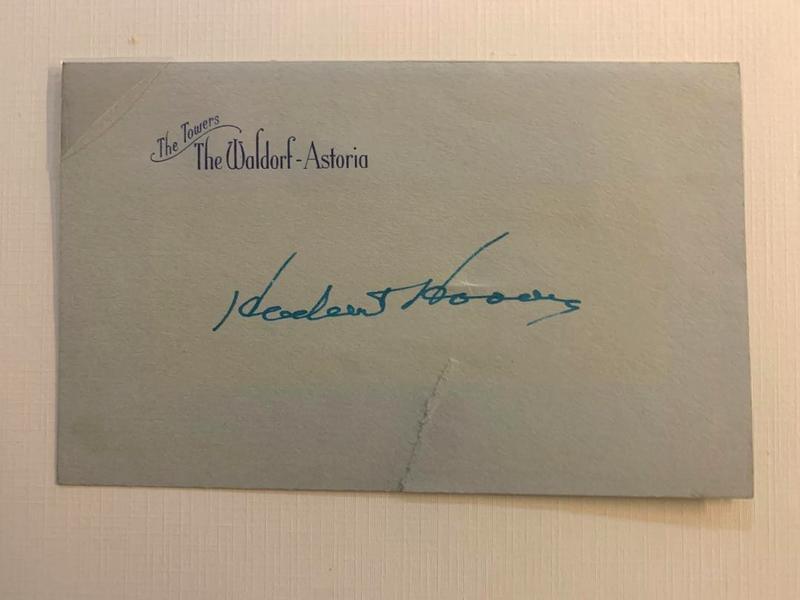 The Towers
The Waldorf-Astoria
Herbert Hoover